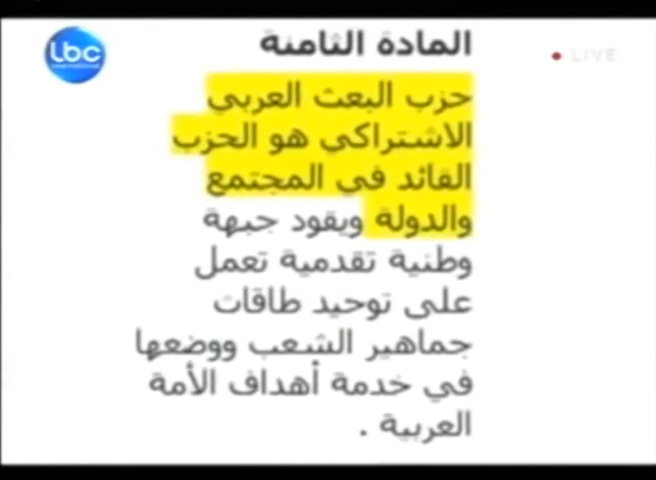 lbc
international
LIVE
المادة الثامنة
حزب البعث العربي
الاشتراكي هو الحزب
القائد في المجتمع
والدولة ويقود جبهة
وطنية تقدمية تعمل
على توحيد طاقات
جماهير الشعب ووضعها
في خدمة أهداف الأمة
العربية .